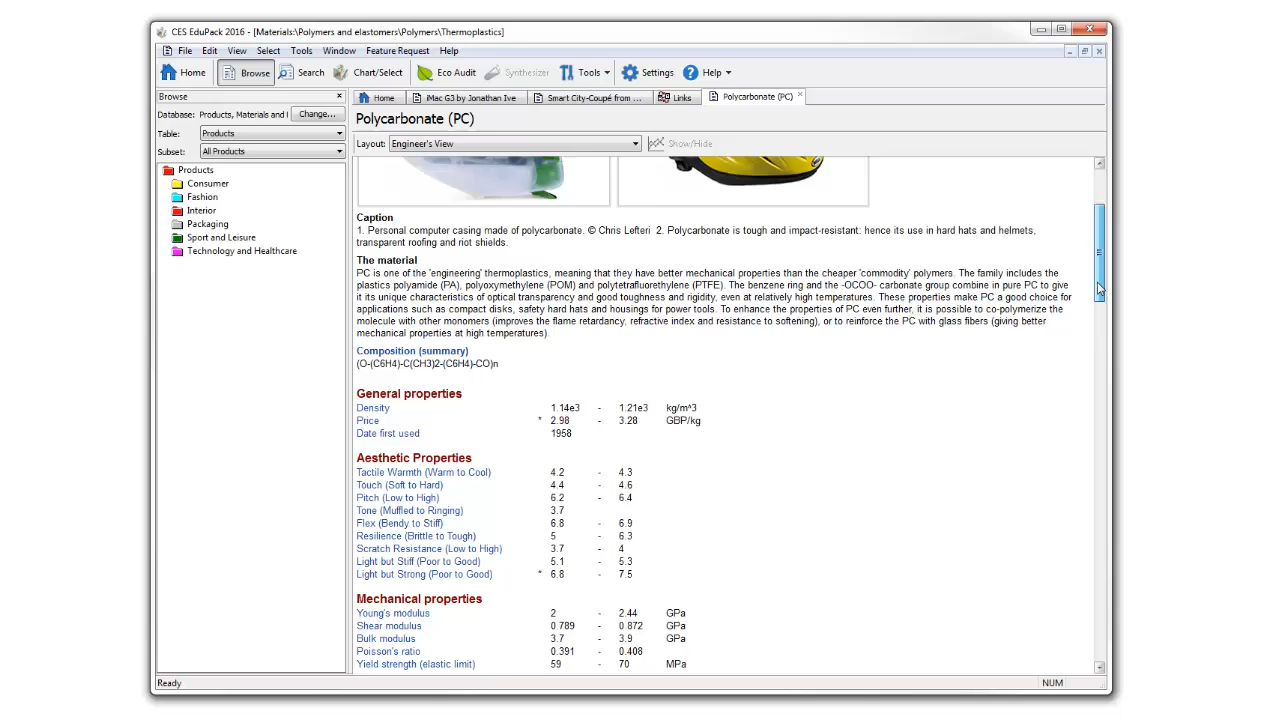 CES EduPack 2016 - [Materials:\Polymers and elastomers\Polymers\Thermoplastics]
File Edit View Select Tools Window Feature Request Help
Home Browse Search Chart/Select Eco Audit Synthesizer Tools Settings Help
Browse
Database: Products, Materials and Change...
Table: Products
Subset: All Products
Products
Consumer
Fashion
Interior
Packaging
Sport and Leisure
Technology and Healthcare
Home iMac G3 by Jonathan Ive Smart City-Coupé from ... Links Polycarbonate (PC)
Polycarbonate (PC)
Layout: Engineer's View Show/Hide
Caption
1. Personal computer casing made of polycarbonate. © Chris Lefteri 2. Polycarbonate is tough and impact-resistant: hence its use in hard hats and helmets,
transparent roofing and riot shields.
The material
PC is one of the 'engineering' thermoplastics, meaning that they have better mechanical properties than the cheaper 'commodity' polymers. The family includes the
plastics polyamide (PA), polyoxymethylene (POM) and polytetrafluorethylene (PTFE). The benzene ring and the -OCOO- carbonate group combine in pure PC to give
it its unique characteristics of optical transparency and good toughness and rigidity, even at relatively high temperatures. These properties make PC a good choice for
applications such as compact disks, safety hard hats and housings for power tools. To enhance the properties of PC even further, it is possible to co-polymerize the
molecule with other monomers (improves the flame retardancy, refractive index and resistance to softening), or to reinforce the PC with glass fibers (giving better
mechanical properties at high temperatures).
Composition (summary)
(O-(C6H4)-C(CH3)2-(C6H4)-CO)n
General properties
Density 1.14e3 - 1.21e3 kg/m^3
Price * 2.98 - 3.28 GBP/kg
Date first used 1958
Aesthetic Properties
Tactile Warmth (Warm to Cool) 4.2 - 4.3
Touch (Soft to Hard) 4.4 - 4.6
Pitch (Low to High) 6.2 - 6.4
Tone (Muffled to Ringing) 3.7
Flex (Bendy to Stiff) 6.8 - 6.9
Resilience (Brittle to Tough) 5 - 6.3
Scratch Resistance (Low to High) 3.7 - 4
Light but Stiff (Poor to Good) 5.1 - 5.3
Light but Strong (Poor to Good) * 6.8 - 7.5
Mechanical properties
Young's modulus 2 - 2.44 GPa
Shear modulus 0.789 - 0.872 GPa
Bulk modulus 3.7 - 3.9 GPa
Poisson's ratio 0.391 - 0.408
Yield strength (elastic limit) 59 - 70 MPa
Ready NUM